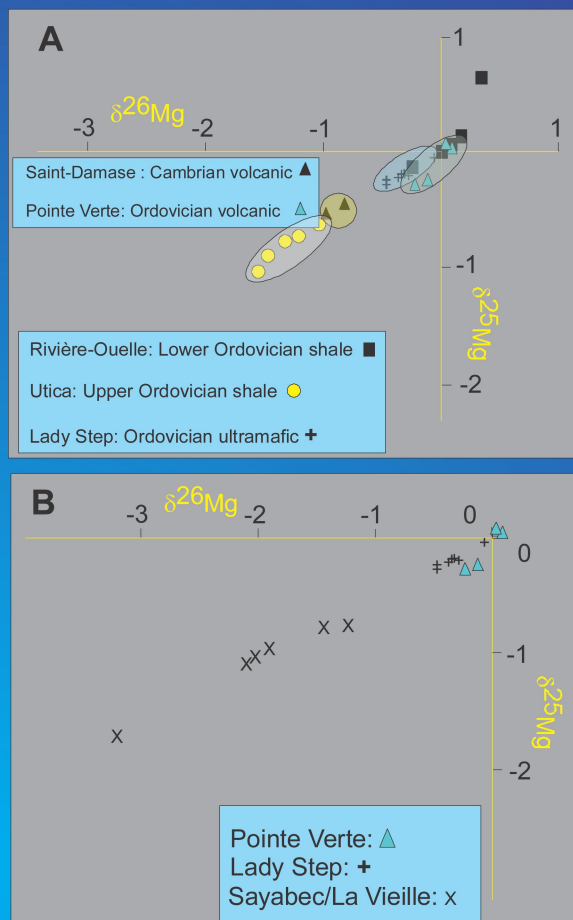 A
δ26Mg
1
-3 -2 -1 1
Saint-Damase : Cambrian volcanic
Pointe Verte: Ordovician volcanic
-1
δ25Mg
Rivière-Ouelle: Lower Ordovician shale
-2
Utica: Upper Ordovician shale
Lady Step: Ordovician ultramafic +
B
δ26Mg
-3 -2 -1 0
0
-1
δ25Mg
-2
Pointe Verte:
Lady Step: +
Sayabec/La Vieille: x